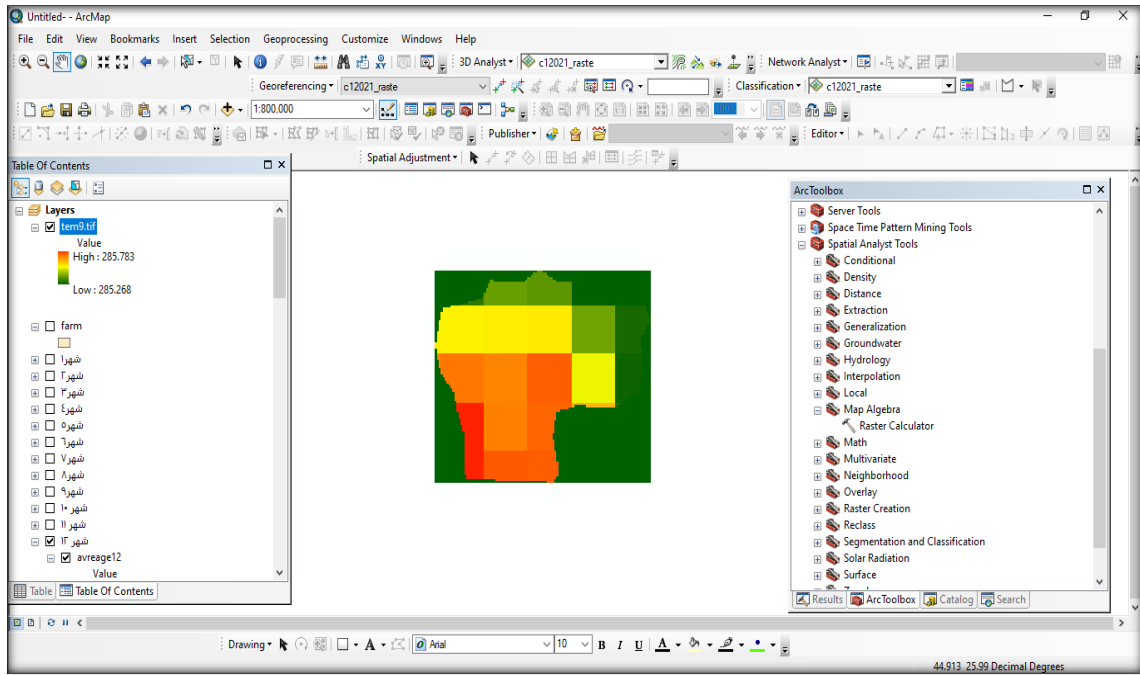 Untitled- - ArcMap
File Edit View Bookmarks Insert Selection Geoprocessing Customize Windows Help
3D Analyst c12021_raste Network Analyst
Georeferencing c12021_raste Classification c12021_raste
1:800,000 100%
Publisher Editor
Spatial Adjustment
Table Of Contents
Layers
tem9.tif
Value
High : 285.783
Low : 285.268
farm
شهر١
شهر٢
شهر٣
شهر٤
شهر٥
شهر٦
شهر٧
شهر٨
شهر٩
شهر ١٠
شهر ١١
شهر ١٢
avreage12
Value
Table Table Of Contents
ArcToolbox
Server Tools
Space Time Pattern Mining Tools
Spatial Analyst Tools
Conditional
Density
Distance
Extraction
Generalization
Groundwater
Hydrology
Interpolation
Local
Map Algebra
Raster Calculator
Math
Multivariate
Neighborhood
Overlay
Raster Creation
Reclass
Segmentation and Classification
Solar Radiation
Surface
Results ArcToolbox Catalog Search
Drawing A Arial 10 B I U A
44.913 25.99 Decimal Degrees